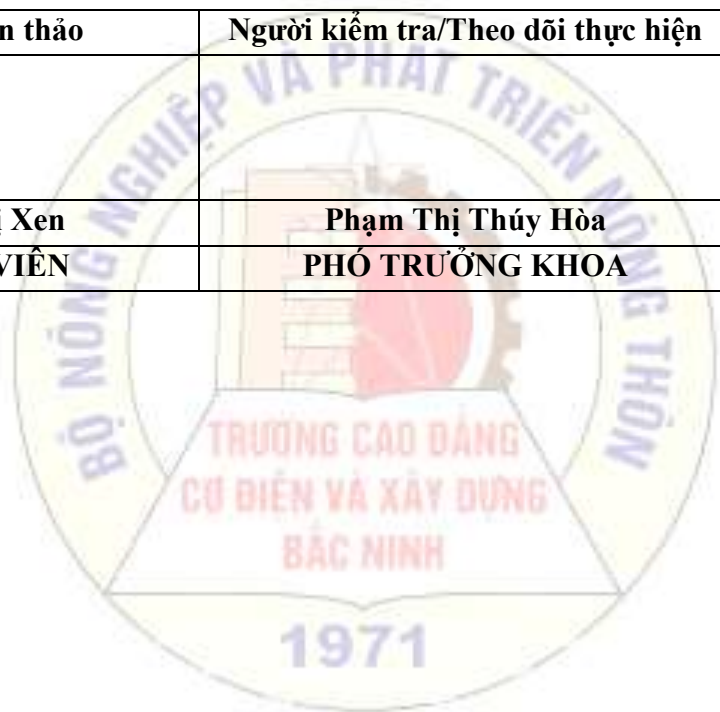 n thảo Người kiểm tra/Theo dõi thực hiện
ị Xen Phạm Thị Thúy Hòa
VIÊN PHÓ TRƯỞNG KHOA
BỘ NÔNG NGHIỆP VÀ PHÁT TRIỂN NÔNG THÔN
TRƯỜNG CAO ĐẲNG
CƠ ĐIỆN VÀ XÂY DỰNG
BẮC NINH
1971